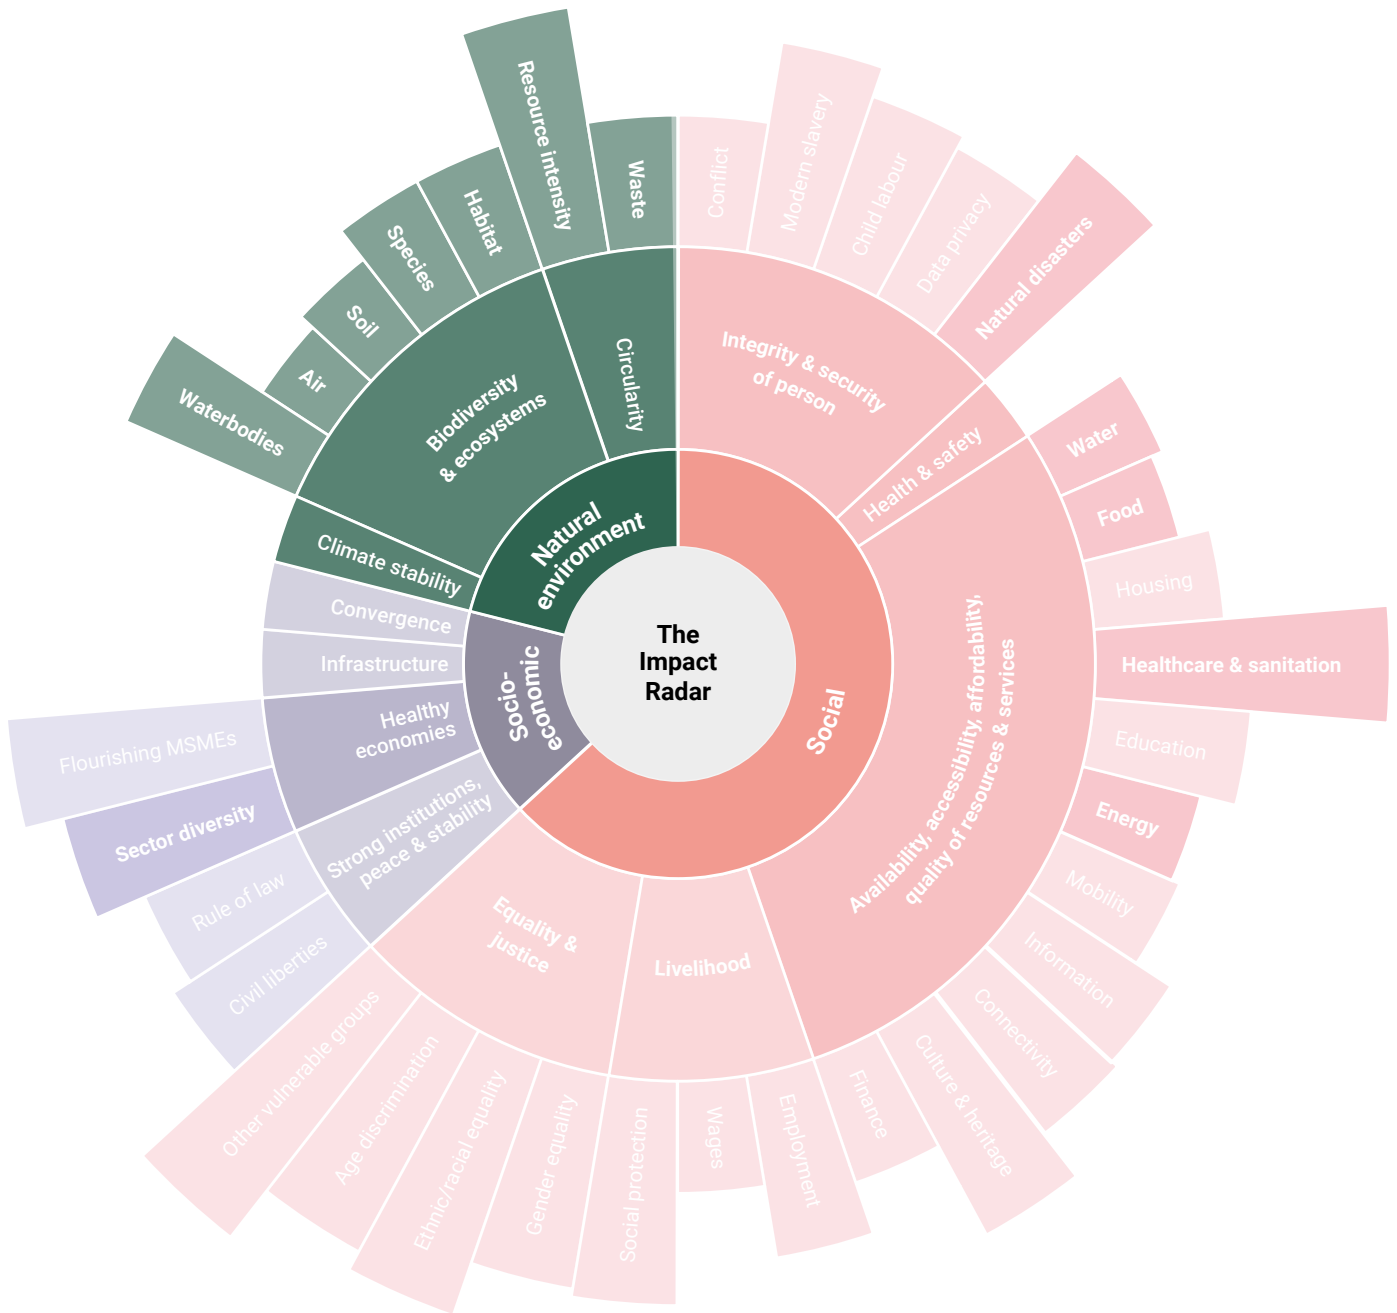 The
Impact
Radar
Social
Integrity & security
of person
Conflict
Modern slavery
Child labour
Data privacy
Natural disasters
Health & safety
Availability, accessibility, affordability,
quality of resources & services
Water
Food
Housing
Healthcare & sanitation
Education
Energy
Mobility
Information
Connectivity
Culture & heritage
Finance
Livelihood
Employment
Wages
Social protection
Equality &
justice
Gender equality
Ethnic/racial equality
Age discrimination
Other vulnerable groups
Socio-
economic
Strong institutions,
peace & stability
Civil liberties
Rule of law
Healthy
economies
Sector diversity
Flourishing MSMEs
Infrastructure
Convergence
Natural
environment
Climate stability
Biodiversity
& ecosystems
Waterbodies
Air
Soil
Species
Habitat
Circularity
Resource intensity
Waste